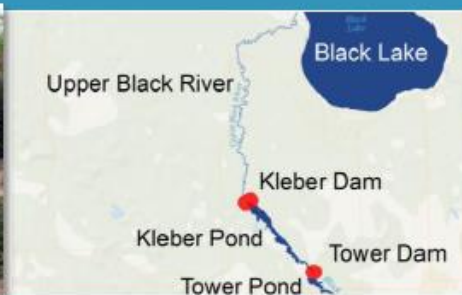 Black Lake
Upper Black River
Kleber Dam
Kleber Pond
Tower Dam
Tower Pond